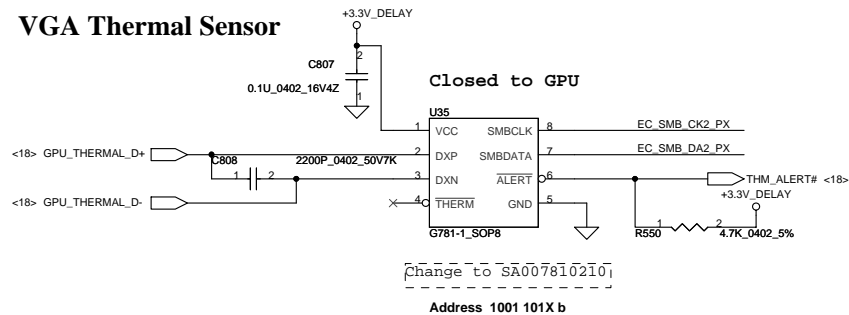 VGA Thermal Sensor
+3.3V_DELAY
2
C807
0.1U_0402_16V4Z
1
Closed to GPU
U35
1 VCC SMBCLK 8 EC_SMB_CK2_PX
<18> GPU_THERMAL_D+ 2 DXP SMBDATA 7 EC_SMB_DA2_PX
C808 2200P_0402_50V7K
1 2 3 DXN ALERT 6 THM_ALERT# <18>
+3.3V_DELAY
<18> GPU_THERMAL_D- 4 THERM GND 5
1 2
G781-1_SOP8 R550 4.7K_0402_5%
Change to SA007810210
Address 1001 101X b